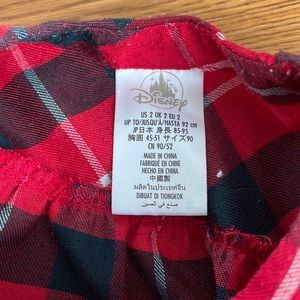 Disney
US 2 UK 2 EU 2
UP TO/JUSQU'À/HASTA 92 cm
JP日本 身長 85-95
胸囲 45-51 サイズ90
CN 90/52
MADE IN CHINA
FABRIQUÉ EN CHINE
HECHO EN CHINA
中國製
ผลิตในประเทศจีน
DIBUAT DI TIONGKOK
صنع في الصين